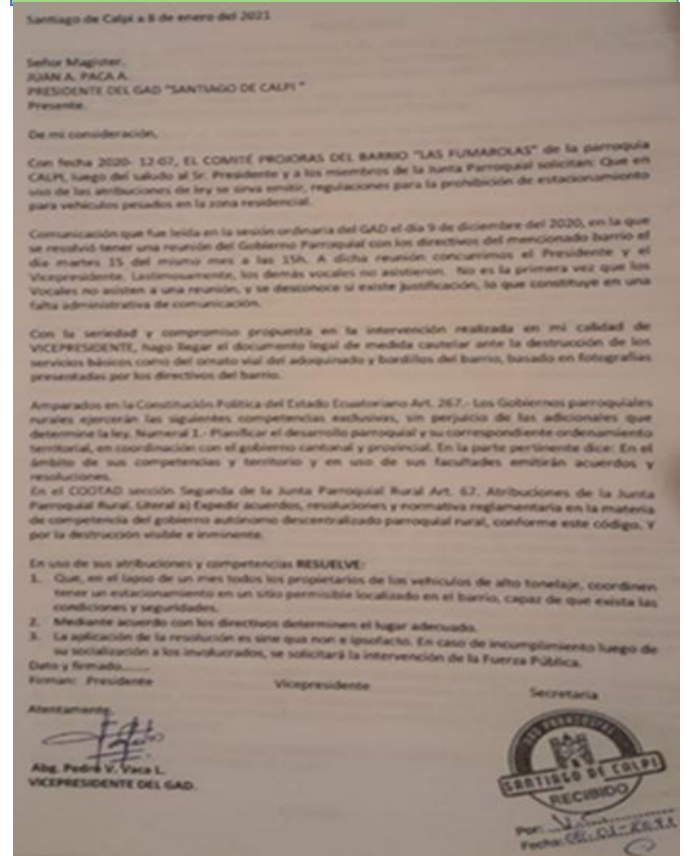 Santiago de Calpi a 8 de enero del 2021
Señor Magister.
JUAN A. PACA A.
PRESIDENTE DEL GAD "SANTIAGO DE CALPI "
Presente.
De mi consideración,
Con fecha 2020- 12-07, EL COMITÉ PROJORAS DEL BARRIO "LAS FUMAROLAS" de la parroquia
CALPI, luego del saludo al Sr. Presidente y a los miembros de la Junta Parroquial solicitan: Que en
uso de las atribuciones de ley se sirva emitir, regulaciones para la prohibición de estacionamiento
para vehículos pesados en la zona residencial.
Comunicación que fue leída en la sesión ordinaria del GAD el día 9 de diciembre del 2020, en la que
se resolvió tener una reunión del Gobierno Parroquial con los directivos del mencionado barrio el
día martes 15 del mismo mes a las 15h. A dicha reunión concurrimos el Presidente y el
Vicepresidente. Lastimosamente, los demás vocales no asistieron. No es la primera vez que los
Vocales no asisten a una reunión, y se desconoce si existe justificación, lo que constituye en una
falta administrativa de comunicación.
Con la seriedad y compromiso propuesta en la intervención realizada en mi calidad de
VICEPRESIDENTE, hago llegar el documento legal de medida cautelar ante la destrucción de los
servicios básicos como del ornato vial del adoquinado y bordillos del barrio, basado en fotografías
presentadas por los directivos del barrio.
Amparados en la Constitución Política del Estado Ecuatoriano Art. 267.- Los Gobiernos parroquiales
rurales ejercerán las siguientes competencias exclusivas, sin perjuicio de las adicionales que
determine la ley. Numeral 1.- Planificar el desarrollo parroquial y su correspondiente ordenamiento
territorial, en coordinación con el gobierno cantonal y provincial. En la parte pertinente dice: En el
ámbito de sus competencias y territorio y en uso de sus facultades emitirán acuerdos y
resoluciones.
En el COOTAD sección Segunda de la Junta Parroquial Rural Art. 67. Atribuciones de la Junta
Parroquial Rural. Literal a) Expedir acuerdos, resoluciones y normativa reglamentaria en la materia
de competencia del gobierno autónomo descentralizado parroquial rural, conforme este código. Y
por la destrucción visible e inminente.
En uso de sus atribuciones y competencias RESUELVE:
1. Que, en el lapso de un mes todos los propietarios de los vehículos de alto tonelaje, coordinen
tener un estacionamiento en un sitio permisible localizado en el barrio, capaz de que exista las
condiciones y seguridades.
2. Mediante acuerdo con los directivos determinen el lugar adecuado.
3. La aplicación de la resolución es sine qua non e ipsofacto. En caso de incumplimiento luego de
su socialización a los involucrados, se solicitará la intervención de la Fuerza Pública.
Dato y firmado.......
Firman: Presidente Vicepresidente Secretaria
Atentamente,
Abg. Pedro V. Vaca L.
VICEPRESIDENTE DEL GAD.
GAD PARROQUIAL
SANTIAGO DE CALPI
RECIBIDO
Por:
Fecha: